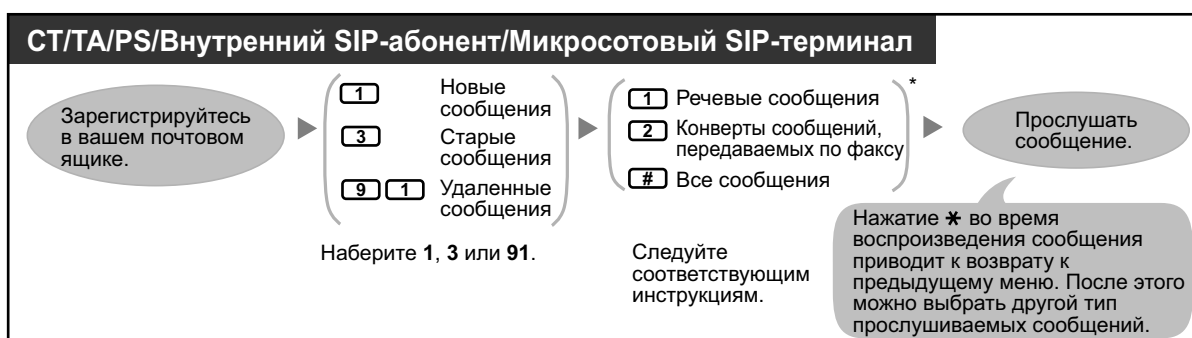 CT/TA/PS/Внутренний SIP-абонент/Микросотовый SIP-терминал
Зарегистрируйтесь
в вашем почтовом
ящике.
1 Новые
сообщения
3 Старые
сообщения
9 1 Удаленные
сообщения
Наберите 1, 3 или 91.
*
1 Речевые сообщения
2 Конверты сообщений,
передаваемых по факсу
# Все сообщения
Следуйте
соответствующим
инструкциям.
Прослушать
сообщение.
Нажатие * во время
воспроизведения сообщения
приводит к возврату к
предыдущему меню. После этого
можно выбрать другой тип
прослушиваемых сообщений.